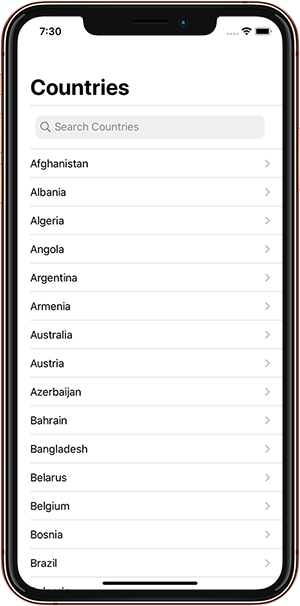 7:30
Countries
Search Countries
Afghanistan
Albania
Algeria
Angola
Argentina
Armenia
Australia
Austria
Azerbaijan
Bahrain
Bangladesh
Belarus
Belgium
Bosnia
Brazil